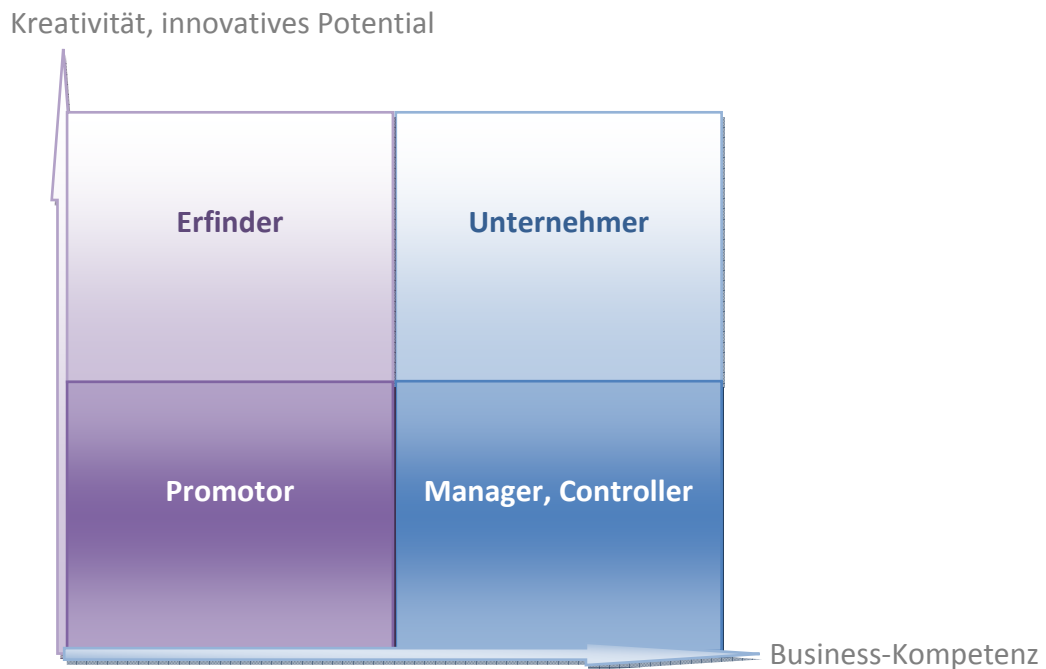 Kreativität, innovatives Potential
Erfinder
Unternehmer
Promotor
Manager, Controller
Business-Kompetenz